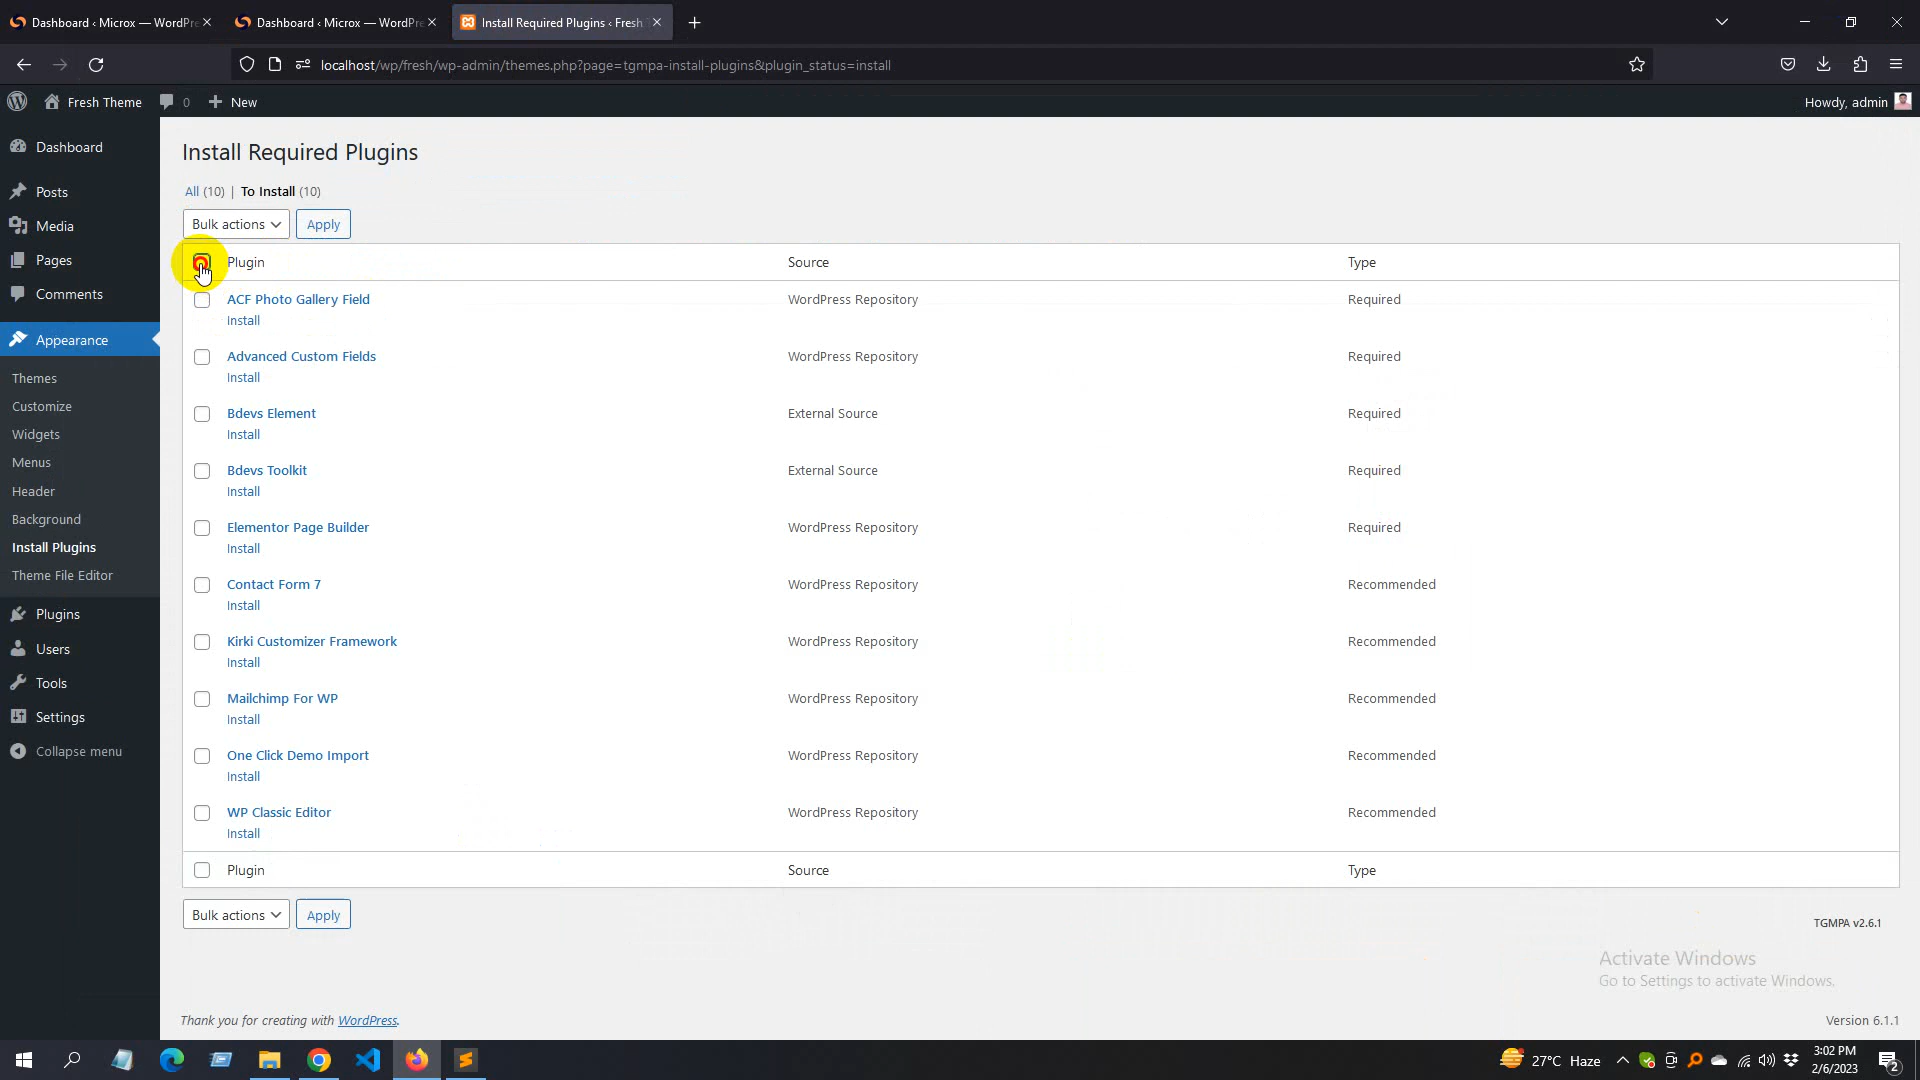 Dashboard ‹ Microx — WordPre
Dashboard ‹ Microx — WordPre
Install Required Plugins ‹ Fresh
localhost/wp/fresh/wp-admin/themes.php?page=tgmpa-install-plugins&plugin_status=install
Fresh Theme
0
New
Howdy, admin
Dashboard
Posts
Media
Pages
Comments
Appearance
Themes
Customize
Widgets
Menus
Header
Background
Install Plugins
Theme File Editor
Plugins
Users
Tools
Settings
Collapse menu
Install Required Plugins
All (10) | To Install (10)
Bulk actions
Apply
Plugin Source Type
ACF Photo Gallery Field WordPress Repository Required
Install
Advanced Custom Fields WordPress Repository Required
Install
Bdevs Element External Source Required
Install
Bdevs Toolkit External Source Required
Install
Elementor Page Builder WordPress Repository Required
Install
Contact Form 7 WordPress Repository Recommended
Install
Kirki Customizer Framework WordPress Repository Recommended
Install
Mailchimp For WP WordPress Repository Recommended
Install
One Click Demo Import WordPress Repository Recommended
Install
WP Classic Editor WordPress Repository Recommended
Install
Plugin Source Type
Bulk actions
Apply
TGMPA v2.6.1
Activate Windows
Go to Settings to activate Windows.
Thank you for creating with WordPress.
Version 6.1.1
27°C Haze
3:02 PM
2/6/2023
2